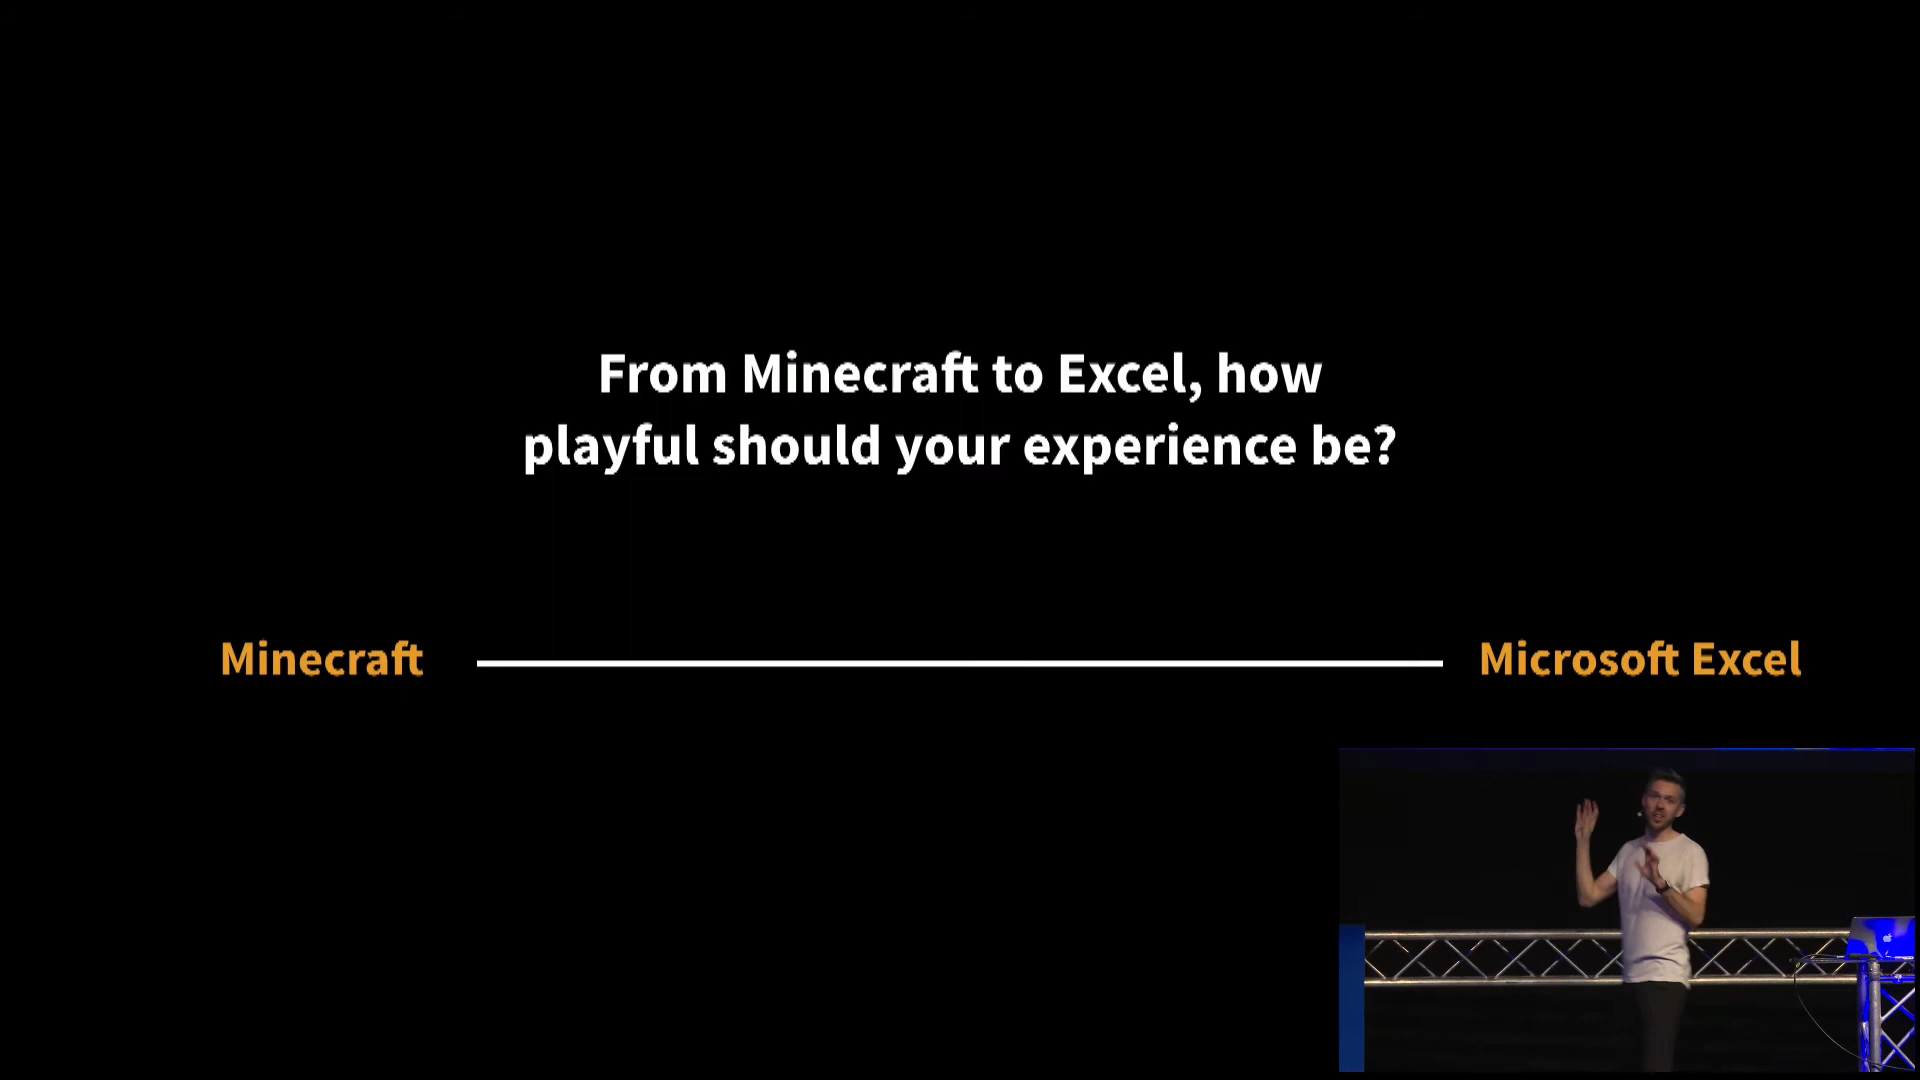 From Minecraft to Excel, how
playful should your experience be?
Minecraft
Microsoft Excel